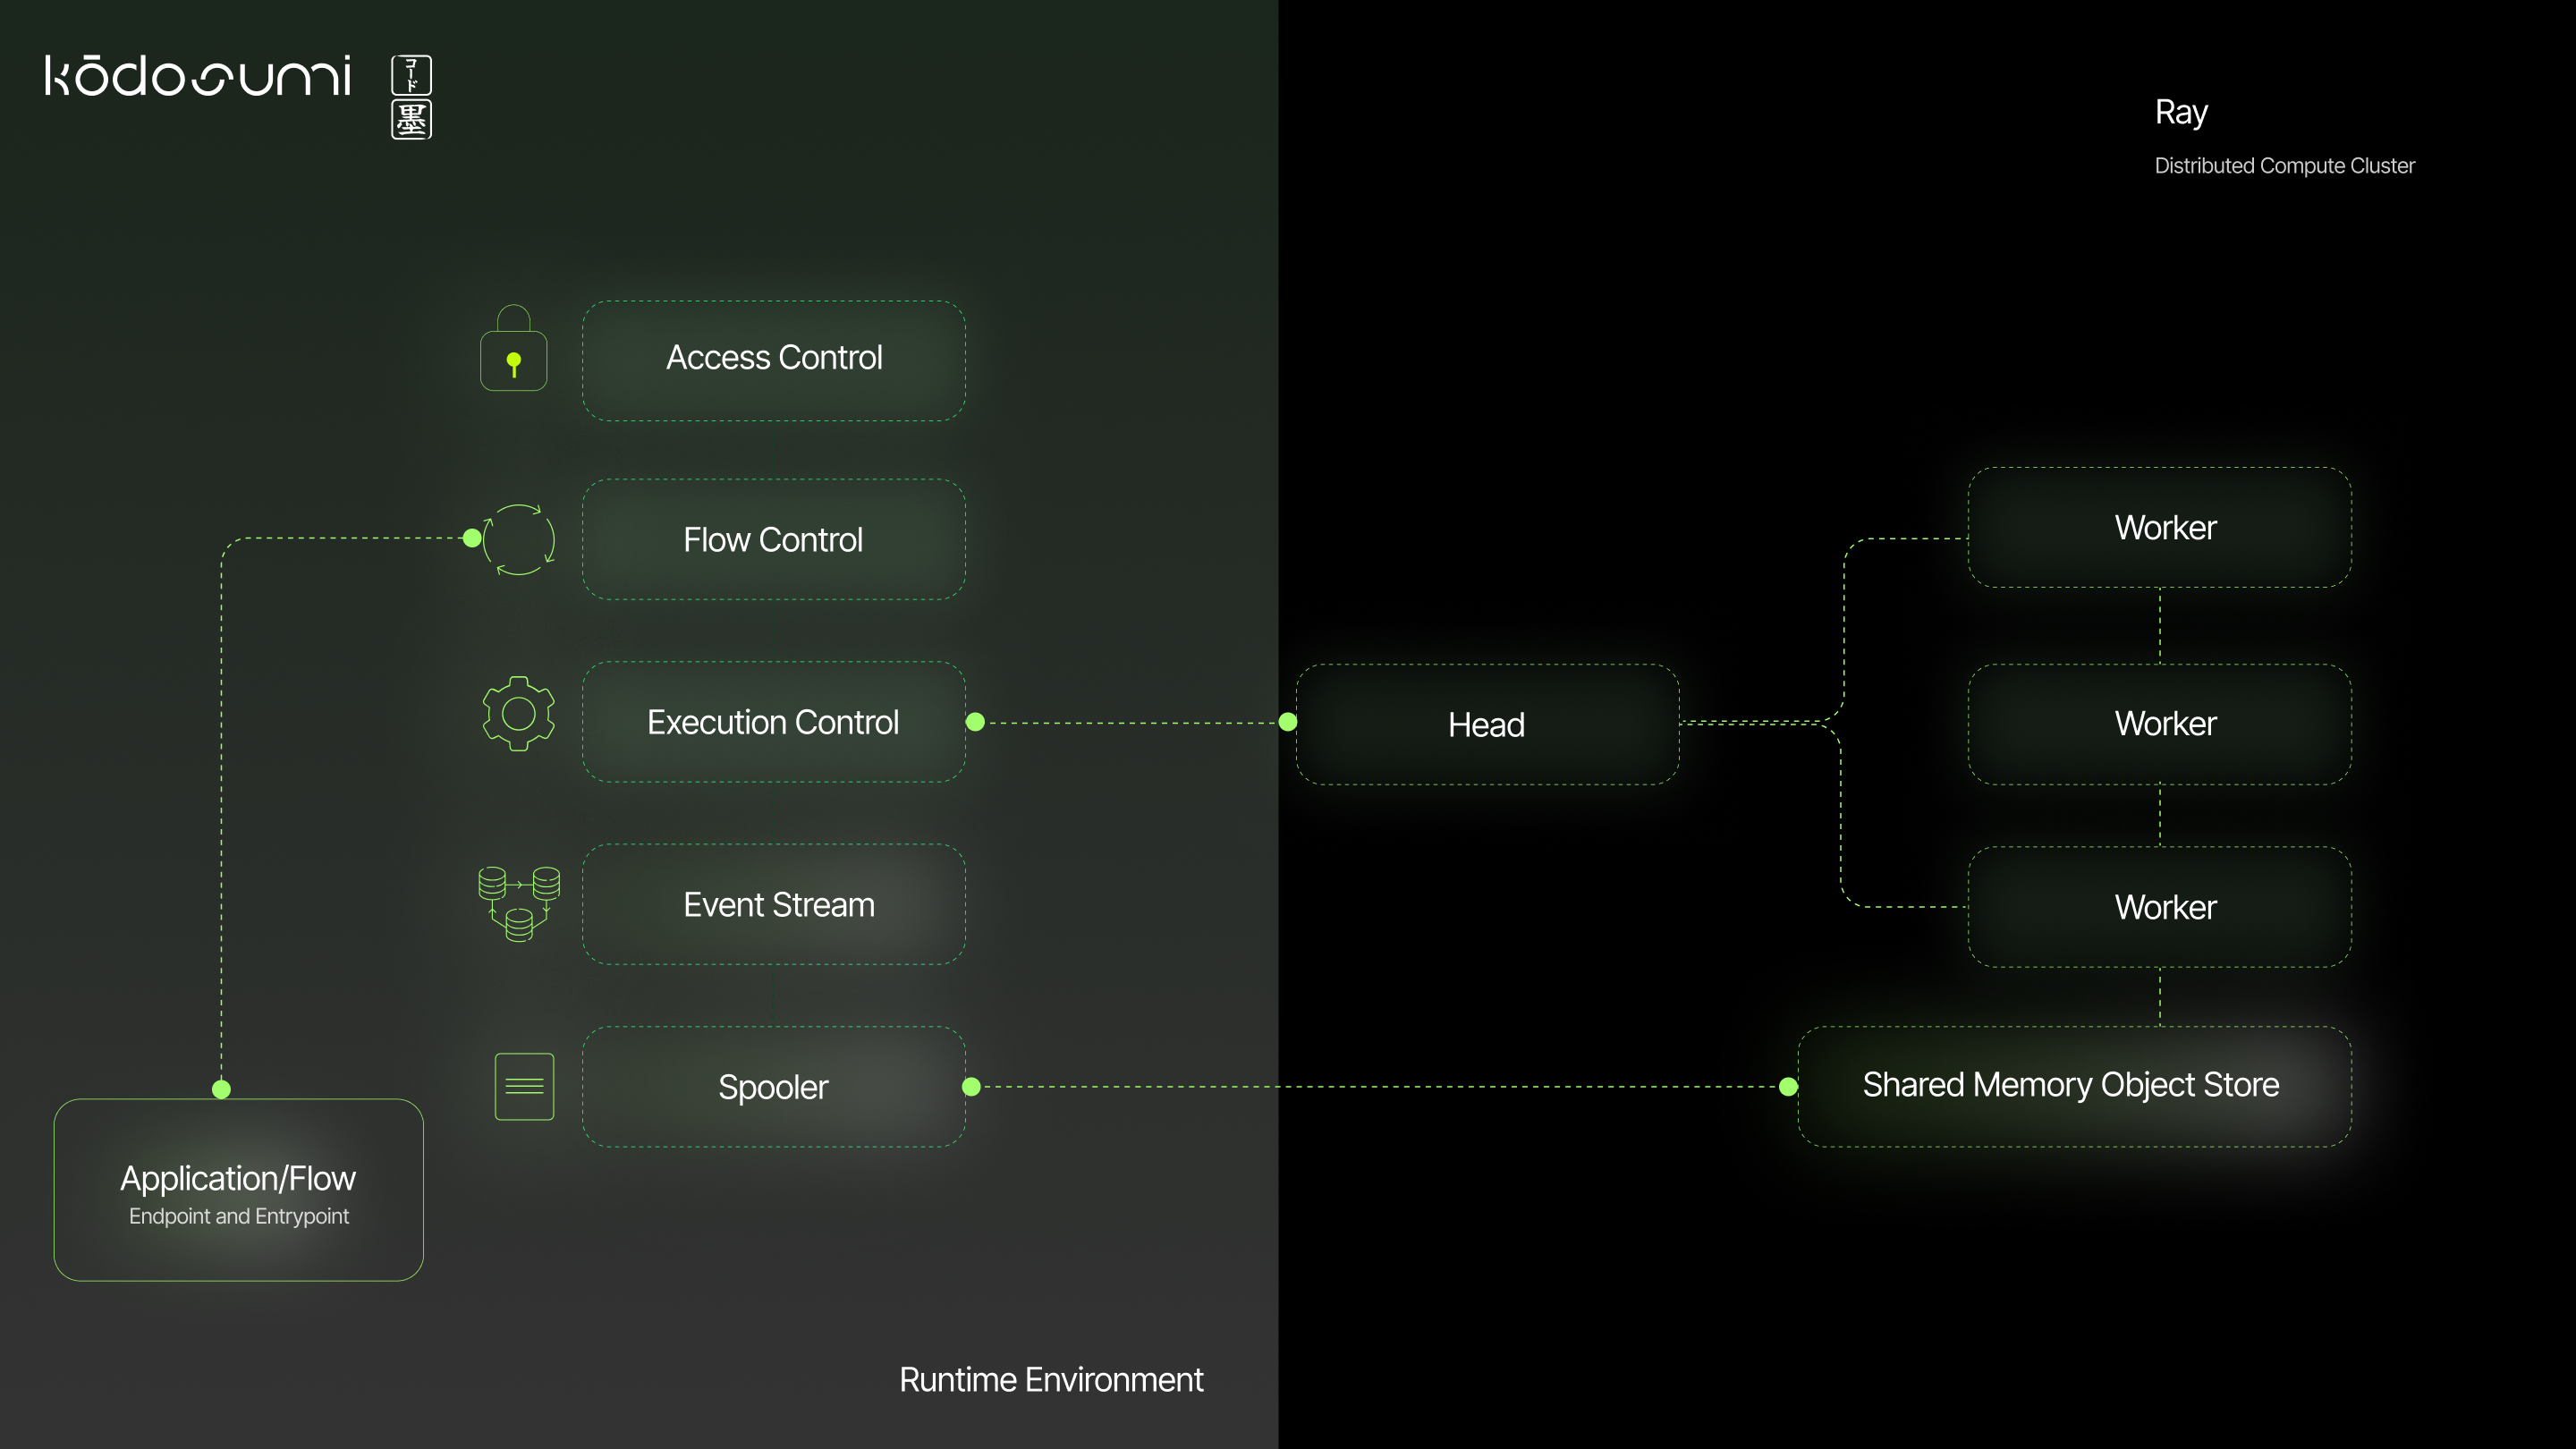 kōdosumi
コード
墨
Ray
Distributed Compute Cluster
Access Control
Flow Control
Execution Control
Event Stream
Spooler
Application/Flow
Endpoint and Entrypoint
Head
Worker
Worker
Worker
Shared Memory Object Store
Runtime Environment